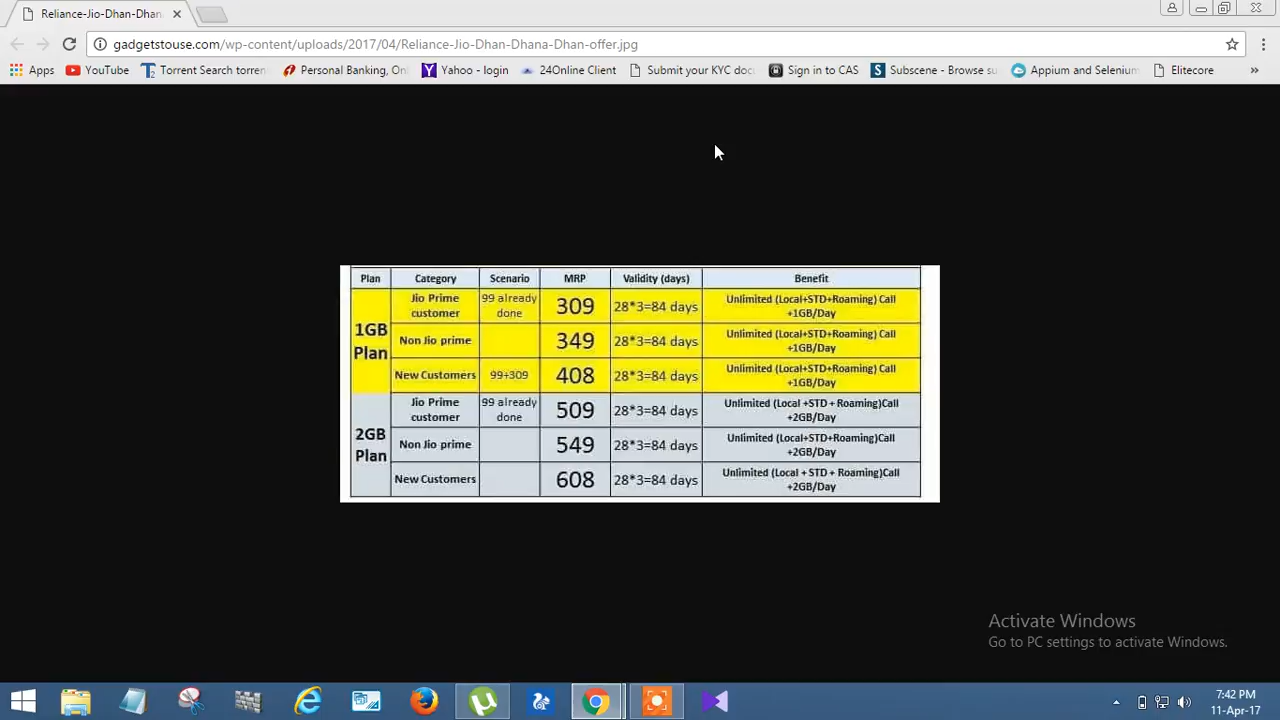 Reliance-Jio-Dhan-Dhan
gadgetstouse.com/wp-content/uploads/2017/04/Reliance-Jio-Dhan-Dhana-Dhan-offer.jpg
Apps YouTube Torrent Search torren Personal Banking, On Yahoo - login 24Online Client Submit your KYC doc Sign in to CAS Subscene - Browse su Appium and Selenium Elitecore »
Plan Category Scenario MRP Validity (days) Benefit
1GB
Plan
Jio Prime
customer
99 already
done
309
28*3=84 days
Unlimited (Local+STD+Roaming) Call
+1GB/Day
Non Jio prime
349
28*3=84 days
Unlimited (Local+STD+Roaming) Call
+1GB/Day
New Customers
99+309
408
28*3=84 days
Unlimited (Local+STD+Roaming) Call
+1GB/Day
2GB
Plan
Jio Prime
customer
99 already
done
509
28*3=84 days
Unlimited (Local +STD + Roaming)Call
+2GB/Day
Non Jio prime
549
28*3=84 days
Unlimited (Local+STD+Roaming)Call
+2GB/Day
New Customers
608
28*3=84 days
Unlimited (Local + STD + Roaming)Call
+2GB/Day
Activate Windows
Go to PC settings to activate Windows.
7:42 PM
11-Apr-17